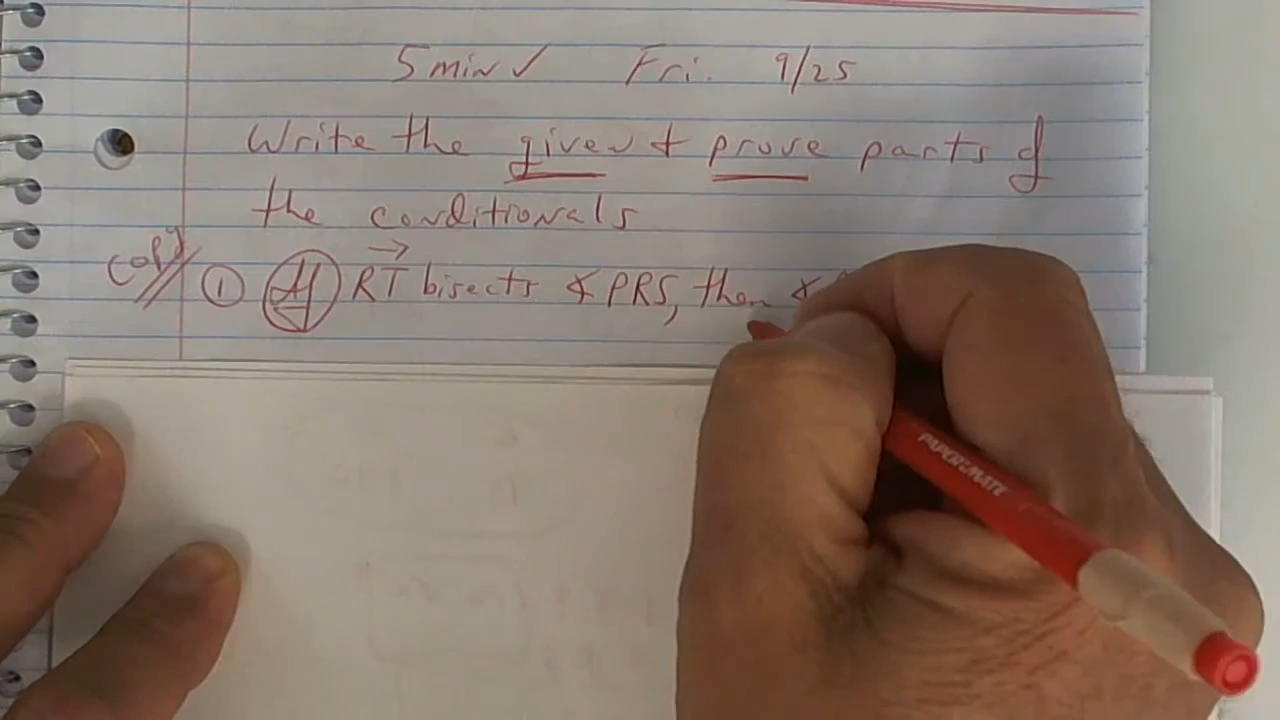 5 min ✓ Fri. 9/25
Write the given & prove parts of
the conditionals
copy // ① If RT bisects ∡ PRS, then ∡
PAPER:MATE